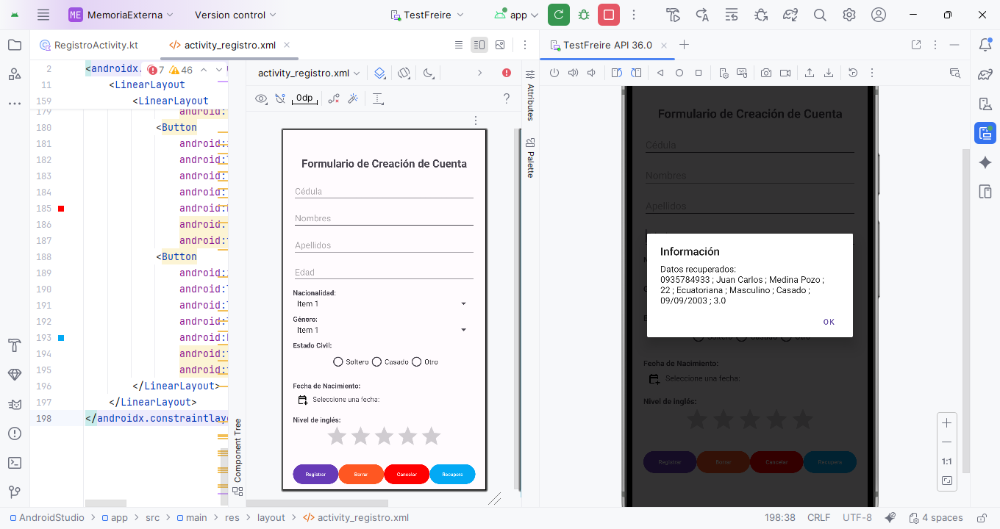 ME MemoriaExterna Version control TestFreire app
RegistroActivity.kt activity_registro.xml TestFreire API 36.0
2 <androidx. 7 46
11 <LinearLayout
159 <LinearLayout
179 android:
180 <Button
181 android:
182 android:
183 android:
184 android:
185 android:
186 android:
187 android:
188 <Button
189 android:
190 android:
191 android:
192 android:
193 android:
194 android:
195 android:
196 </LinearLayout>
197 </LinearLayout>
198 </androidx.constraintlayo
activity_registro.xml
0dp ?
Component Tree
Formulario de Creación de Cuenta
Cédula
Nombres
Apellidos
Edad
Nacionalidad:
Item 1
Género:
Item 1
Estado Civil:
Soltero Casado Otro
Fecha de Nacimiento:
Seleccione una fecha:
Nivel de inglés:
Registrar Borrar Cancelar Recupera
Attributes
Palette
Formulario de Creación de Cuenta
Cédula
Nombres
Apellidos
Información
Datos recuperados:
0935784933 ; Juan Carlos ; Medina Pozo ;
22 ; Ecuatoriana ; Masculino ; Casado ;
09/09/2003 ; 3.0
OK
Fecha de Nacimiento:
Seleccione una fecha:
Nivel de inglés:
Registrar Borrar Cancelar Recupera
1:1
AndroidStudio app src main res layout activity_registro.xml 198:38 CRLF UTF-8 4 spaces